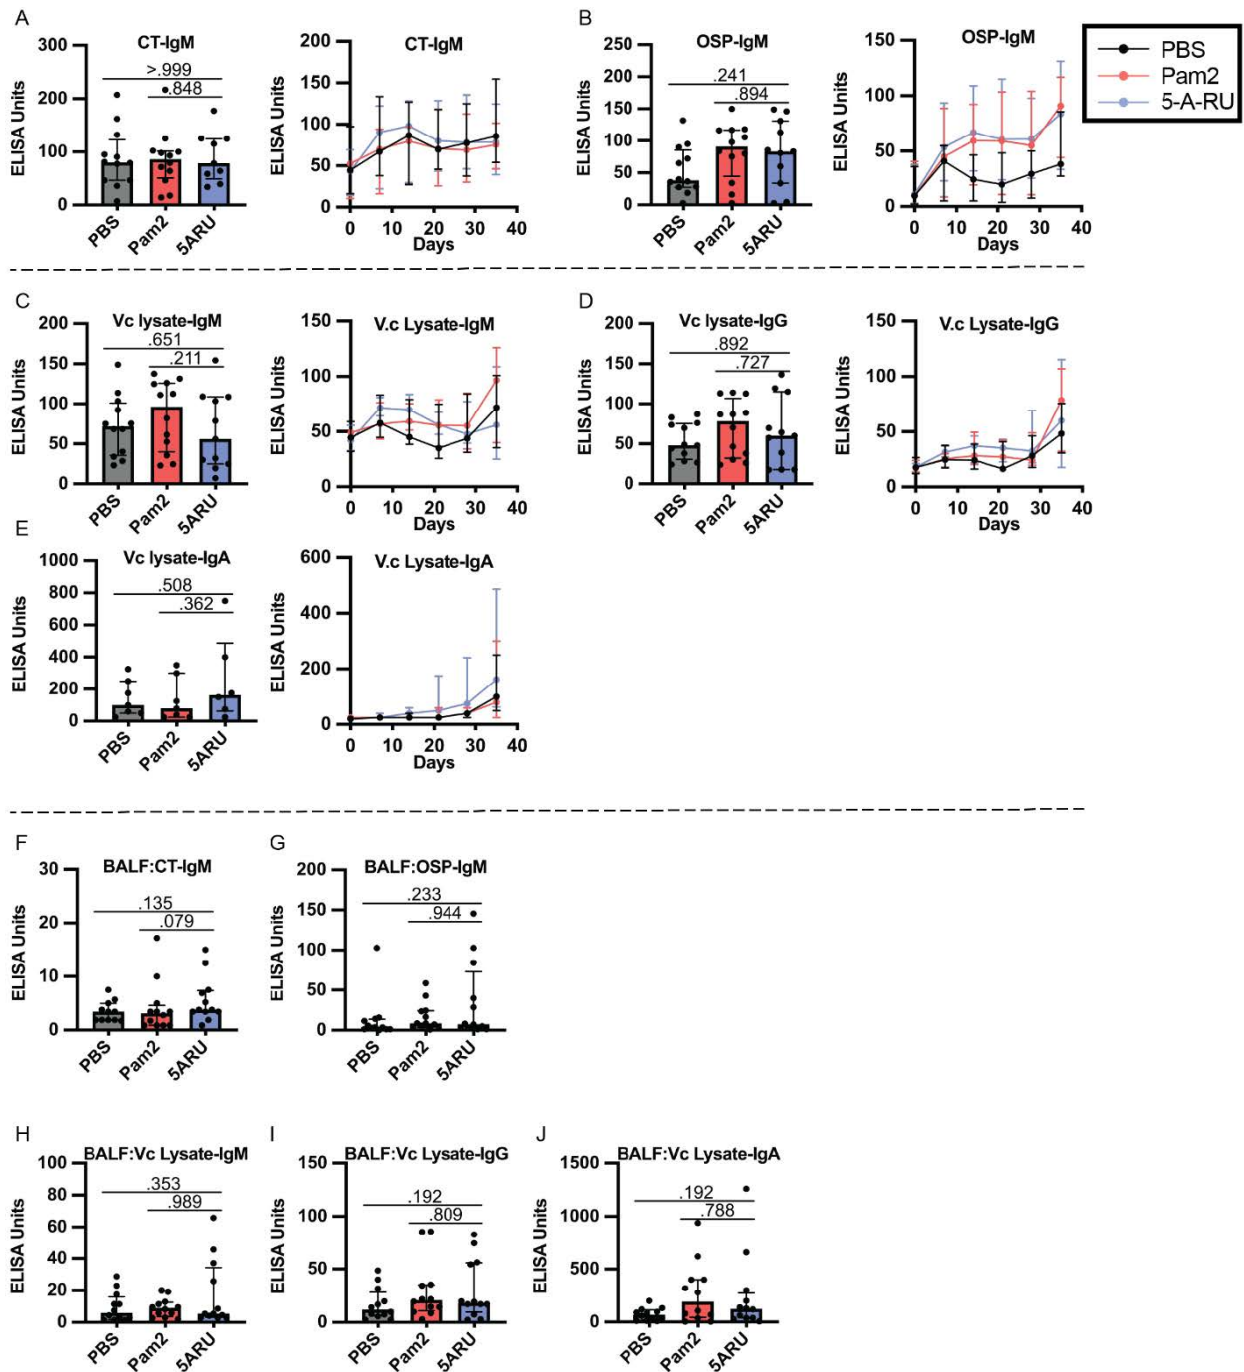 A
CT-IgM
300
200
100
0
ELISA Units
>.999
.848
PBS
Pam2
5ARU
CT-IgM
200
150
100
50
0
ELISA Units
0
10
20
30
40
Days
B
OSP-IgM
200
150
100
50
0
ELISA Units
.241
.894
PBS
Pam2
5ARU
OSP-IgM
150
100
50
0
ELISA Units
0
10
20
30
40
Days
PBS
Pam2
5-A-RU
C
Vc lysate-IgM
200
150
100
50
0
ELISA Units
.651
.211
PBS
Pam2
5ARU
V.c Lysate-IgM
150
100
50
0
ELISA Units
0
10
20
30
40
Days
D
Vc lysate-IgG
200
150
100
50
0
ELISA Units
.892
.727
PBS
Pam2
5ARU
V.c Lysate-IgG
150
100
50
0
ELISA Units
0
10
20
30
40
Days
E
Vc lysate-IgA
1000
800
600
400
200
0
ELISA Units
.508
.362
PBS
Pam2
5ARU
V.c Lysate-IgA
600
400
200
0
ELISA Units
0
10
20
30
40
Days
F
BALF:CT-IgM
30
20
10
0
ELISA Units
.135
.079
PBS
Pam2
5ARU
G
BALF:OSP-IgM
200
150
100
50
0
ELISA Units
.233
.944
PBS
Pam2
5ARU
H
BALF:Vc Lysate-IgM
100
80
60
40
20
0
ELISA Units
.353
.989
PBS
Pam2
5ARU
I
BALF:Vc Lysate-IgG
150
100
50
0
ELISA Units
.192
.809
PBS
Pam2
5ARU
J
BALF:Vc Lysate-IgA
1500
1000
500
0
ELISA Units
.192
.788
PBS
Pam2
5ARU